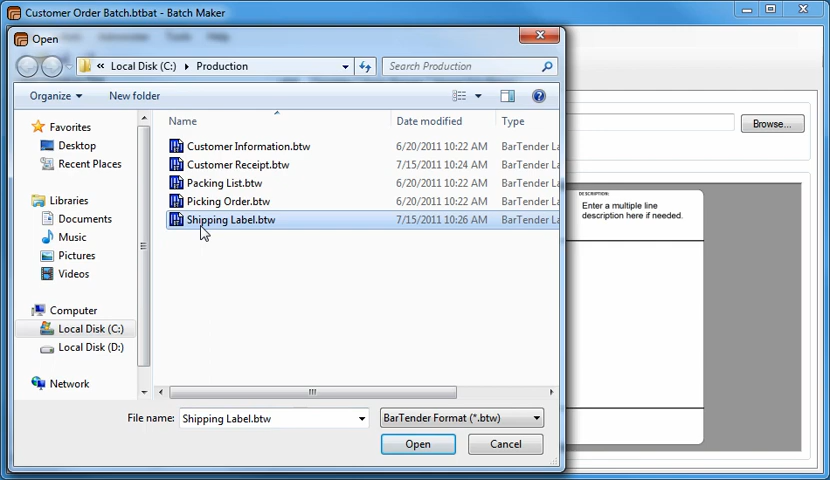 Customer Order Batch.btbat - Batch Maker
Open
« Local Disk (C:) Production
Search Production
Organize
New folder
Name
Date modified
Type
Favorites
Desktop
Recent Places
Libraries
Documents
Music
Pictures
Videos
Computer
Local Disk (C:)
Local Disk (D:)
Network
Customer Information.btw 6/20/2011 10:22 AM BarTender La
Customer Receipt.btw 7/15/2011 10:24 AM BarTender La
Packing List.btw 6/20/2011 10:22 AM BarTender La
Picking Order.btw 6/20/2011 10:22 AM BarTender La
Shipping Label.btw 7/15/2011 10:26 AM BarTender La
File name:
Shipping Label.btw
BarTender Format (*.btw)
Open
Cancel
Browse...
DESCRIPTION:
Enter a multiple line
description here if needed.